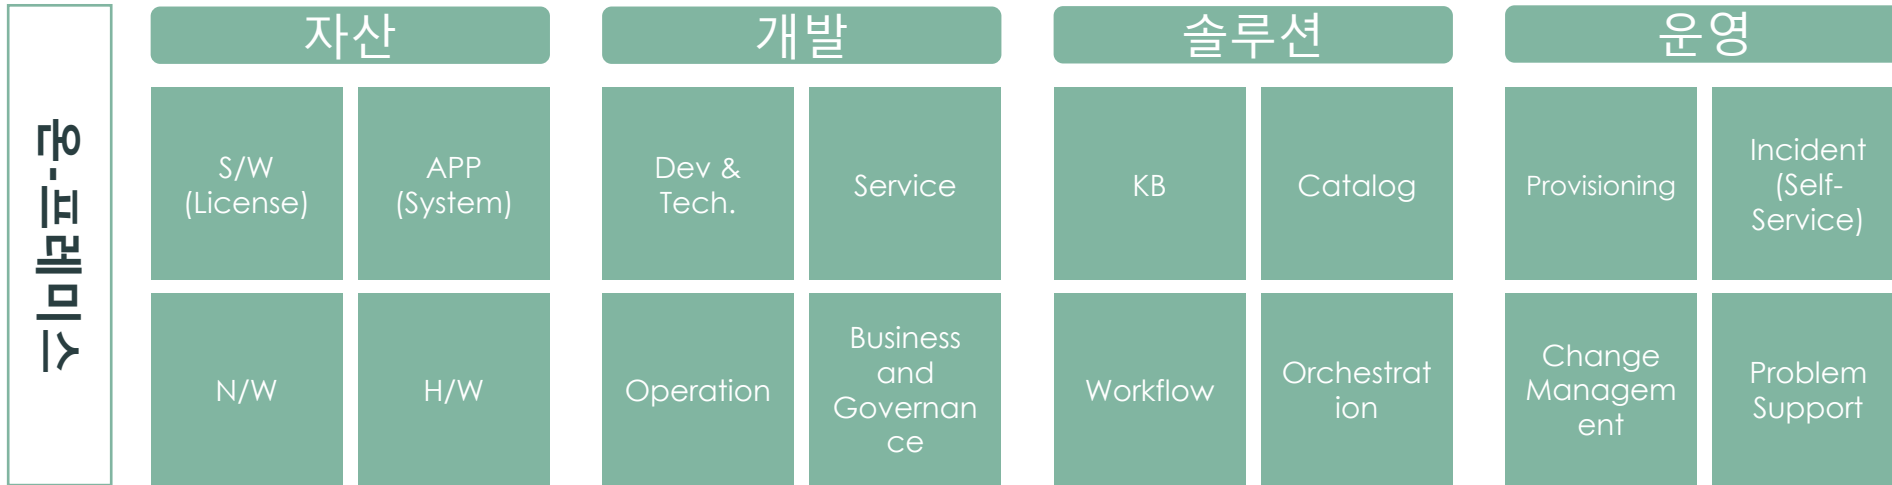 온-프레미스
자산
개발
솔루션
운영
S/W
(License)
APP
(System)
N/W
H/W
Dev &
Tech.
Service
Operation
Business
and
Governan
ce
KB
Catalog
Workflow
Orchestrat
ion
Provisioning
Incident
(Self-
Service)
Change
Managem
ent
Problem
Support